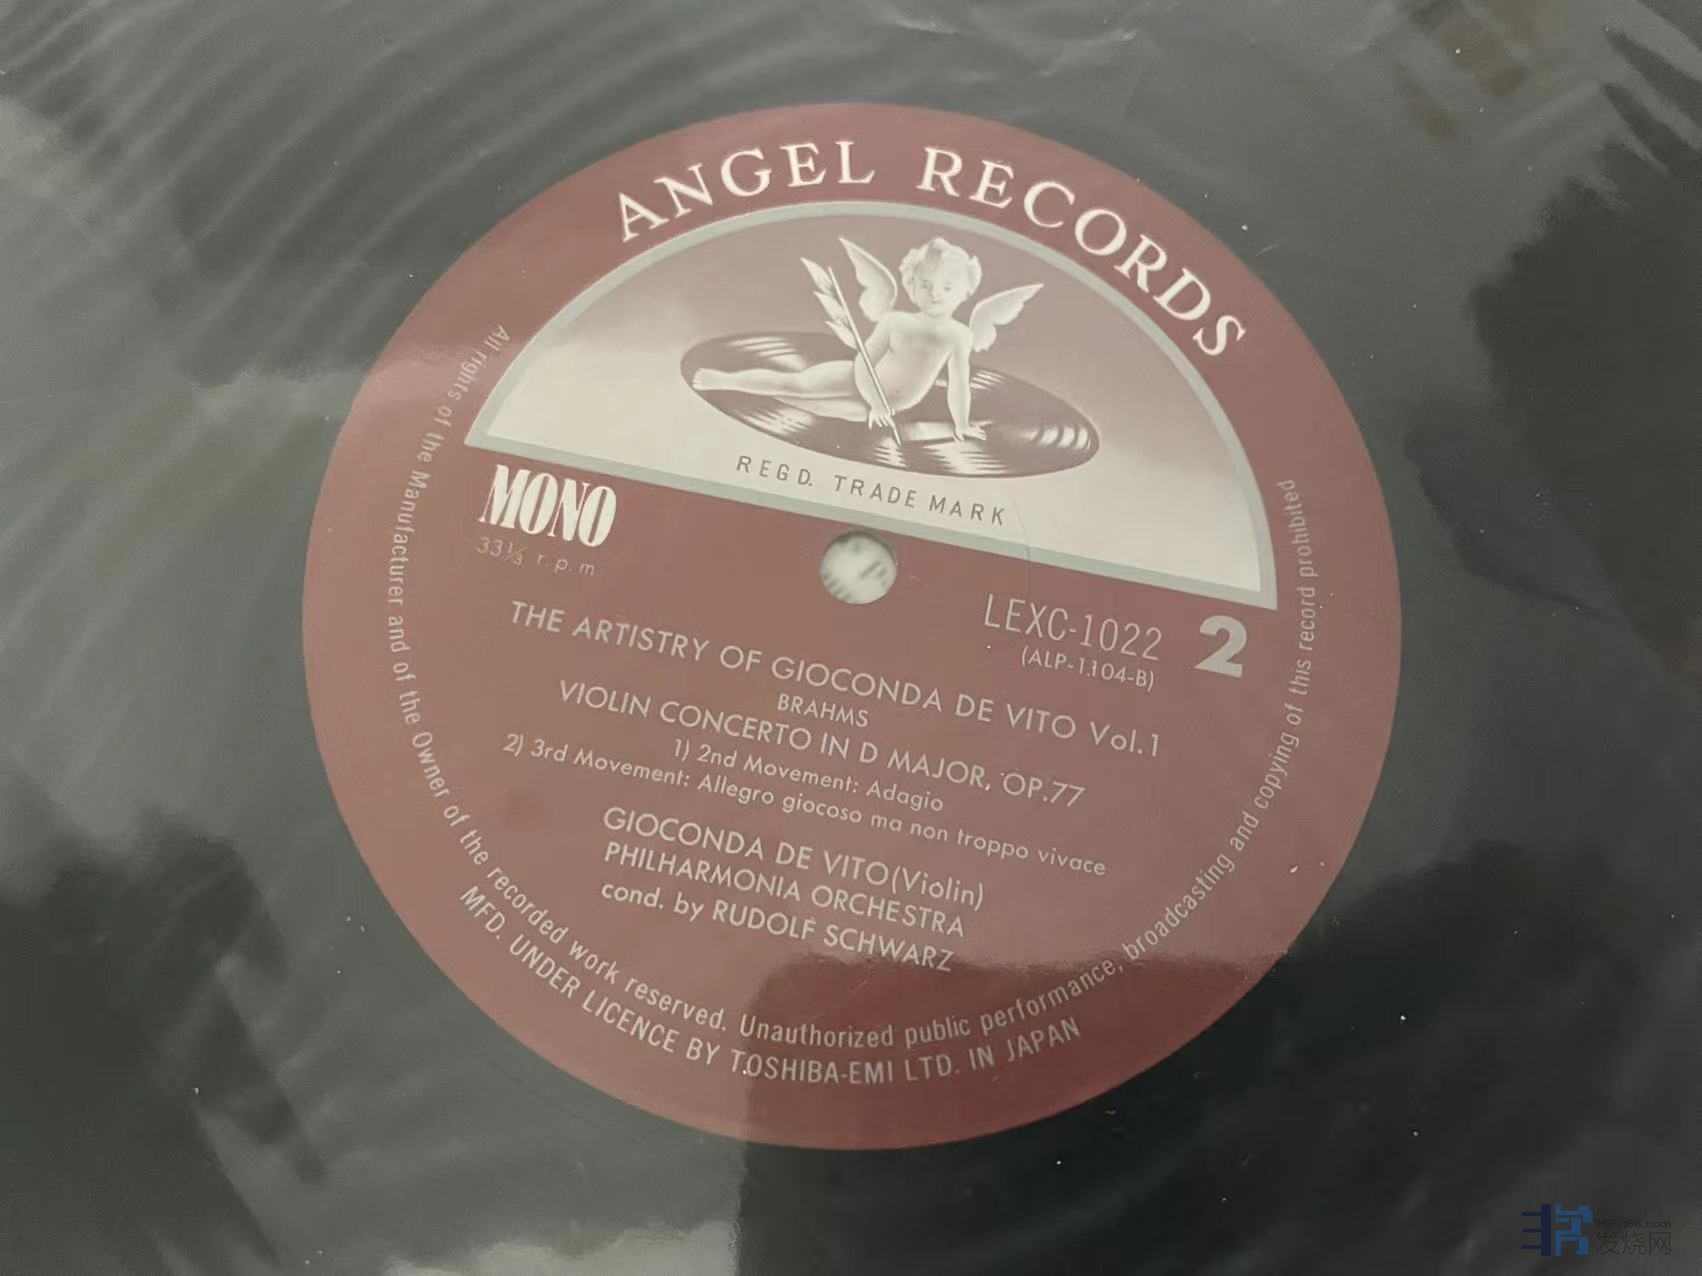 ANGEL RECORDS
REGD. TRADE MARK
MONO
33⅓ r.p.m.
LEXC-1022 2
(ALP-1104-B)
THE ARTISTRY OF GIOCONDA DE VITO Vol.1
BRAHMS
VIOLIN CONCERTO IN D MAJOR, OP.77
1) 2nd Movement: Adagio
2) 3rd Movement: Allegro giocoso ma non troppo vivace
GIOCONDA DE VITO(Violin)
PHILHARMONIA ORCHESTRA
cond. by RUDOLF SCHWARZ
All rights of the Manufacturer and of the Owner of the recorded work reserved. Unauthorized public performance, broadcasting and copying of this record prohibited
MFD. UNDER LICENCE BY TOSHIBA-EMI LTD. IN JAPAN
HIFI168.com
发烧网